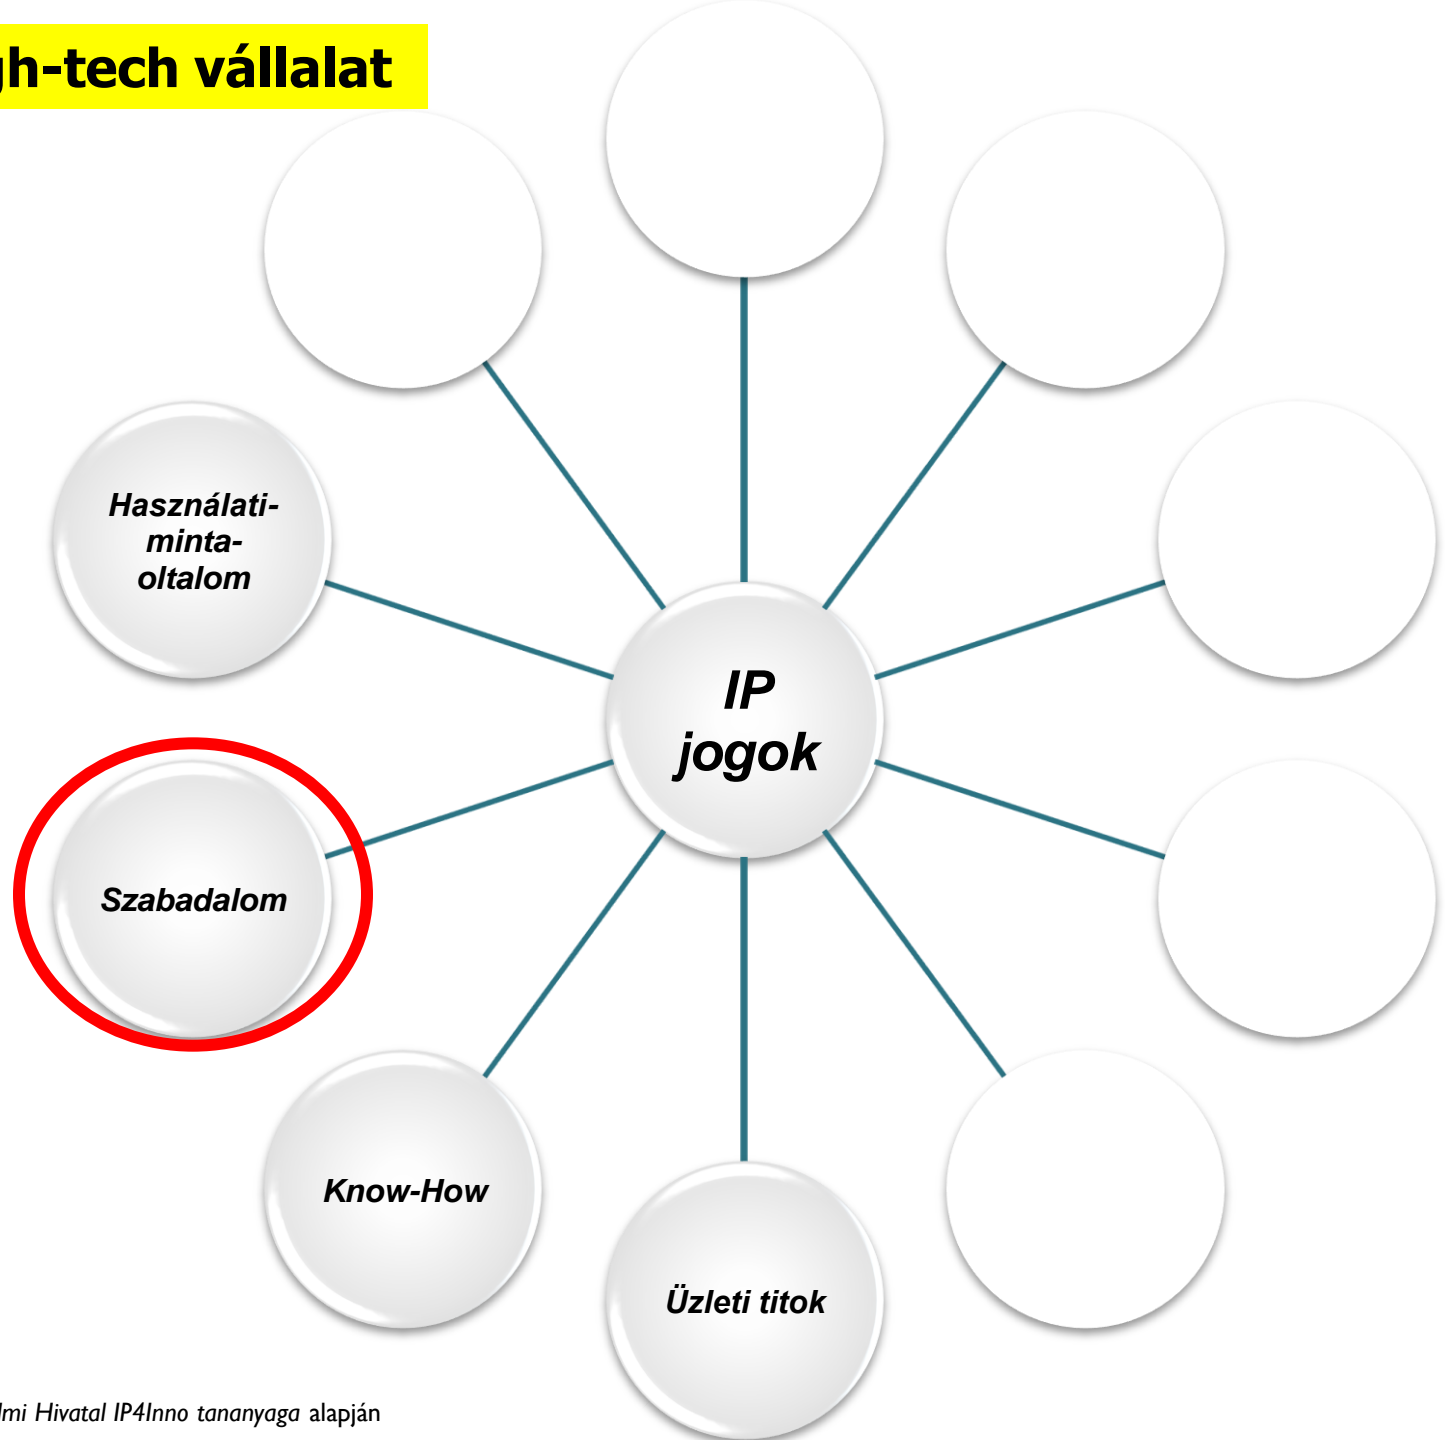 gh-tech vállalat
Használati-
minta-
oltalom
IP
jogok
Szabadalom
Know-How
Üzleti titok
lmi Hivatal IP4Inno tananyaga alapján